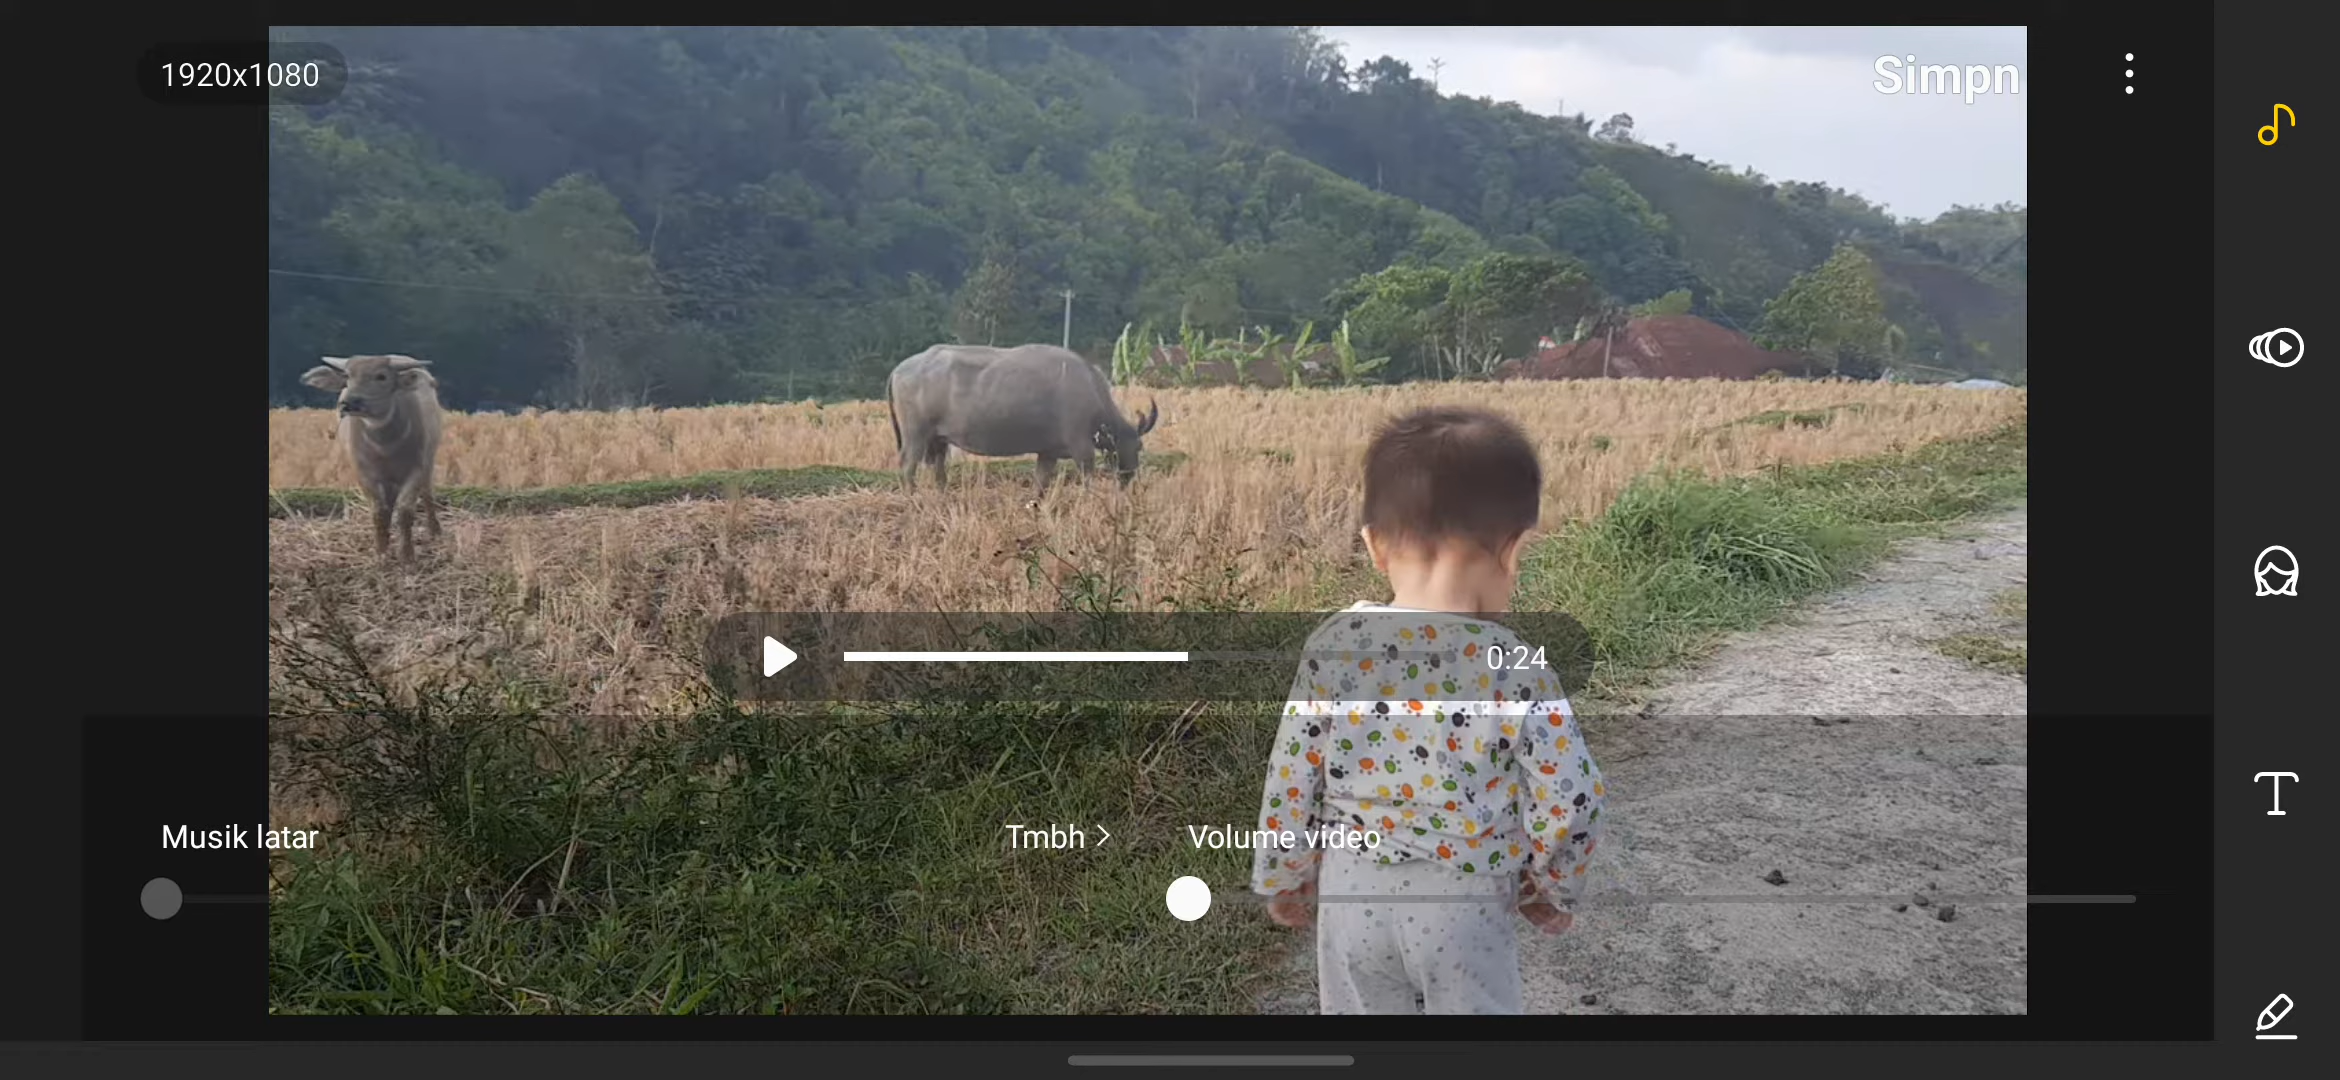 1920x1080
Simpn
0:24
Musik latar
Tmbh >
Volume video